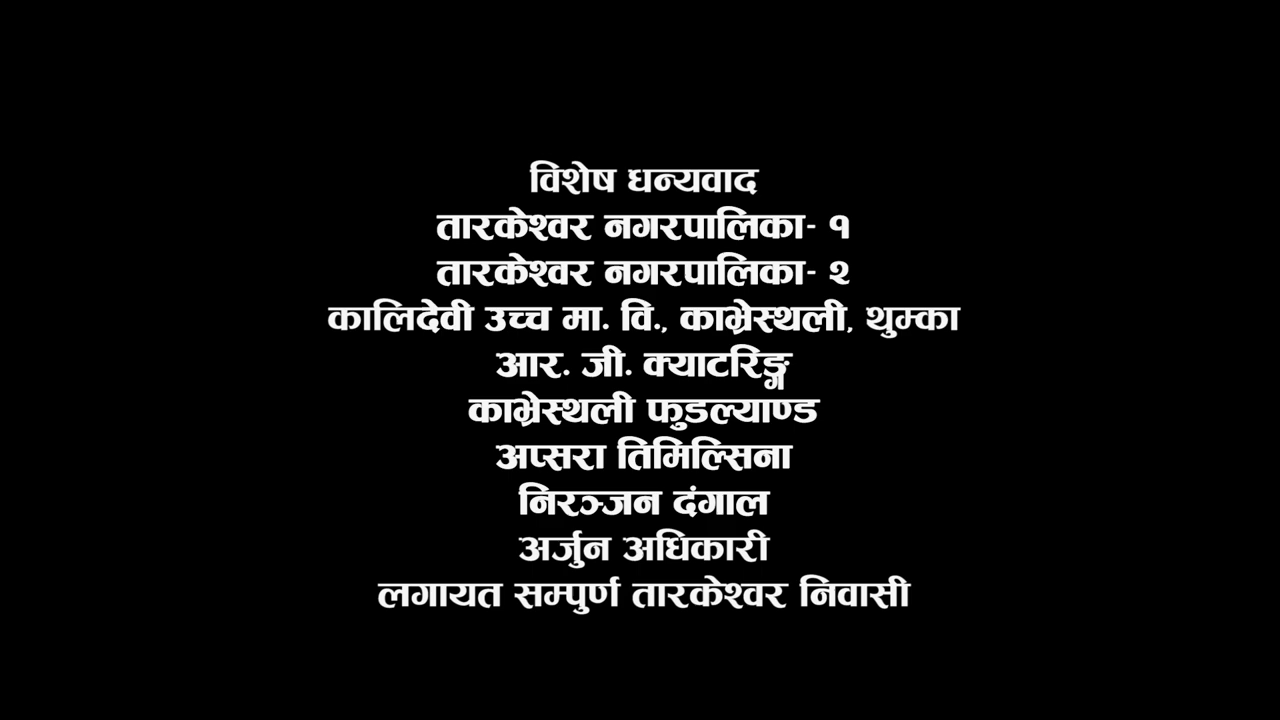 विशेष धन्यवाद
तारकेश्वर नगरपालिका- १
तारकेश्वर नगरपालिका- २
कालिदेवी उच्च मा. वि., काभ्रेस्थली, थुम्का
आर. जी. क्याटरिङ्ग
काभ्रेस्थली फुडल्याण्ड
अप्सरा तिमिल्सिना
निरञ्जन दंगाल
अर्जुन अधिकारी
लगायत सम्पुर्ण तारकेश्वर निवासी